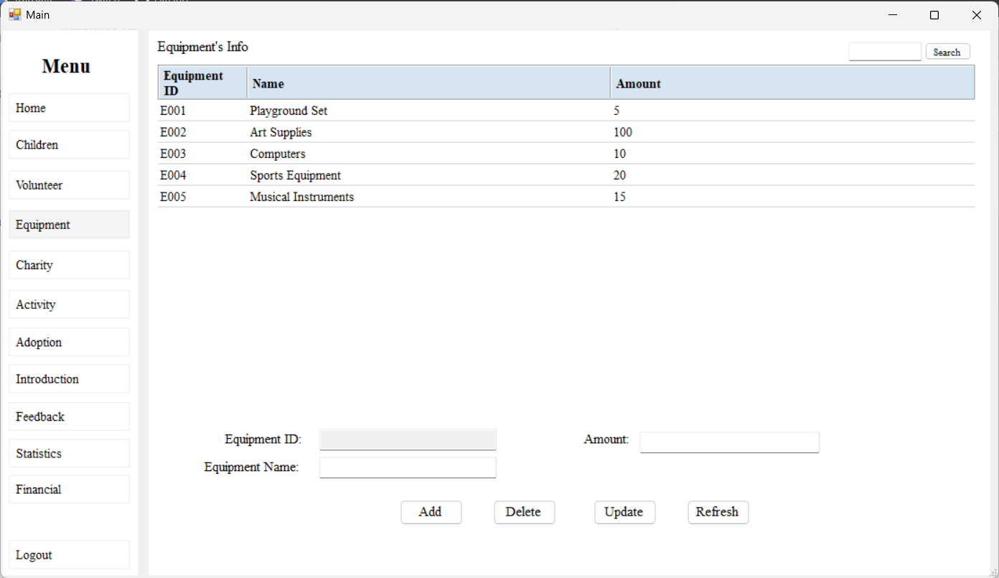 Main
Menu
Home
Children
Volunteer
Equipment
Charity
Activity
Adoption
Introduction
Feedback
Statistics
Financial
Logout
Equipment's Info
Search
Equipment ID Name Amount
E001 Playground Set 5
E002 Art Supplies 100
E003 Computers 10
E004 Sports Equipment 20
E005 Musical Instruments 15
Equipment ID: Amount:
Equipment Name:
Add Delete Update Refresh